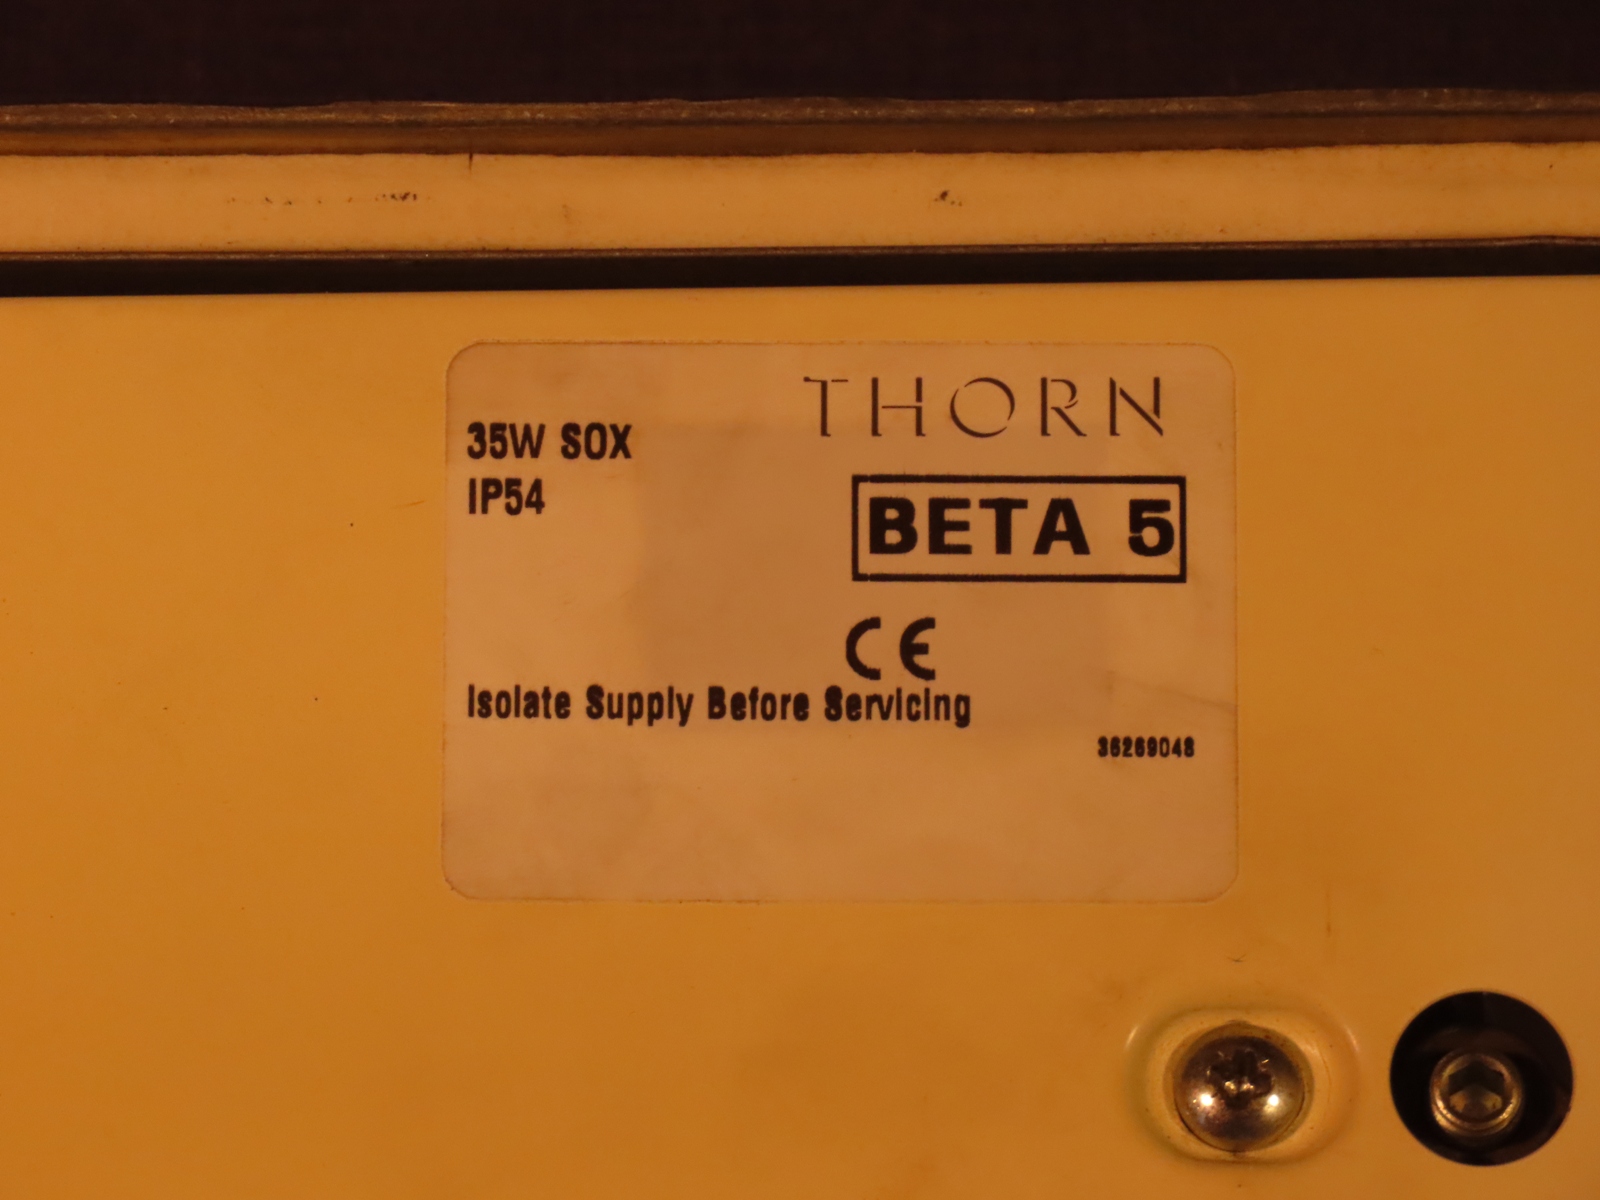 THORN
35W SOX
IP54
BETA 5
CE
Isolate Supply Before Servicing
36269048